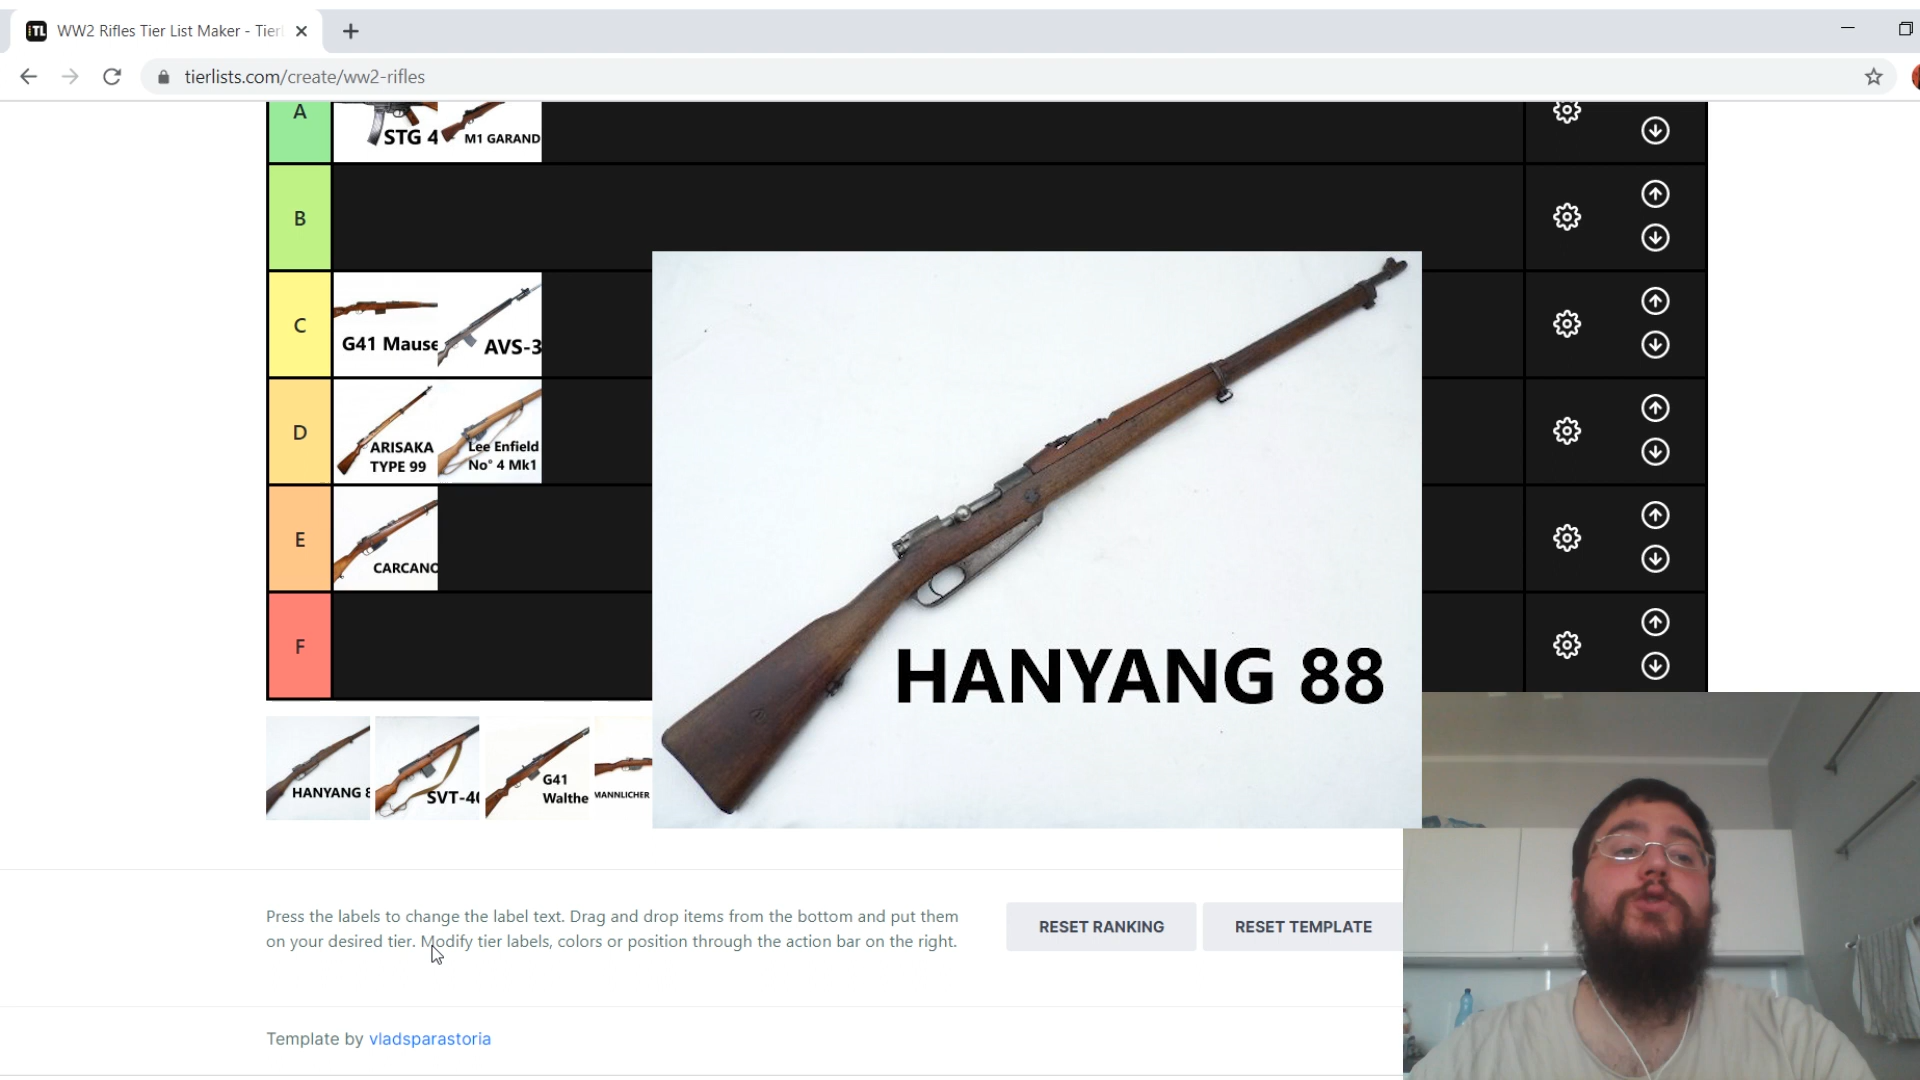 TL WW2 Rifles Tier List Maker - Tier
tierlists.com/create/ww2-rifles
A
STG 4
M1 GARAND
B
C
G41 Mause
AVS-3
D
ARISAKA
TYPE 99
Lee Enfield
No° 4 Mk1
E
CARCANO
F
HANYANG 88
HANYANG 8
SVT-40
G41
Walthe
MANNLICHER
Press the labels to change the label text. Drag and drop items from the bottom and put them
on your desired tier. Modify tier labels, colors or position through the action bar on the right.
RESET RANKING
RESET TEMPLATE
Template by vladsparastoria